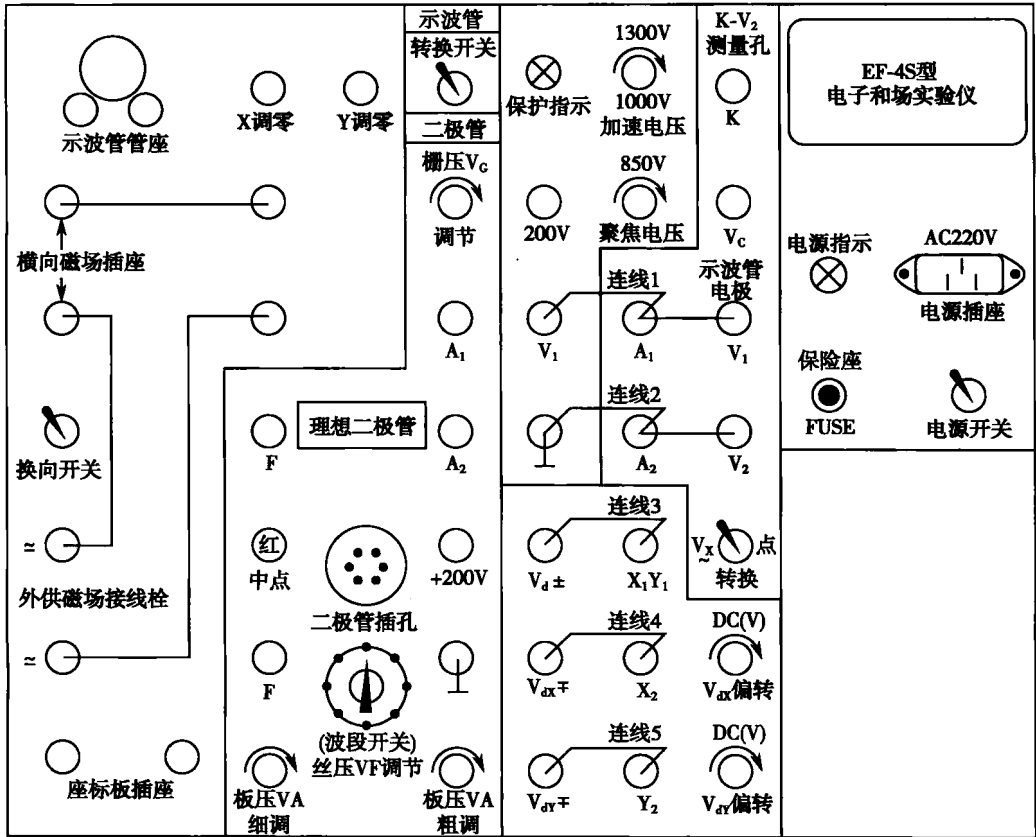 示波管管座
X调零
Y调零
横向磁场插座
换向开关
≃
外供磁场接线栓
≃
座标板插座
示波管
转换开关
二极管
栅压V_G
调节
A₁
F
理想二极管
A₂
红
中点
二极管插孔
+200V
F
(波段开关)
丝压VF调节
板压VA
细调
板压VA
粗调
保护指示
1300V
1000V
加速电压
200V
850V
聚焦电压
K-V₂
测量孔
K
V_C
示波管
电极
连线1
V₁
A₁
V₁
连线2
A₂
V₂
连线3
V_d ±
X₁Y₁
V_X
~
点
转换
连线4
V_dX ∓
X₂
DC(V)
V_dX偏转
连线5
V_dY ∓
Y₂
DC(V)
V_dY偏转
EF-4S型
电子和场实验仪
电源指示
AC220V
电源插座
保险座
FUSE
电源开关